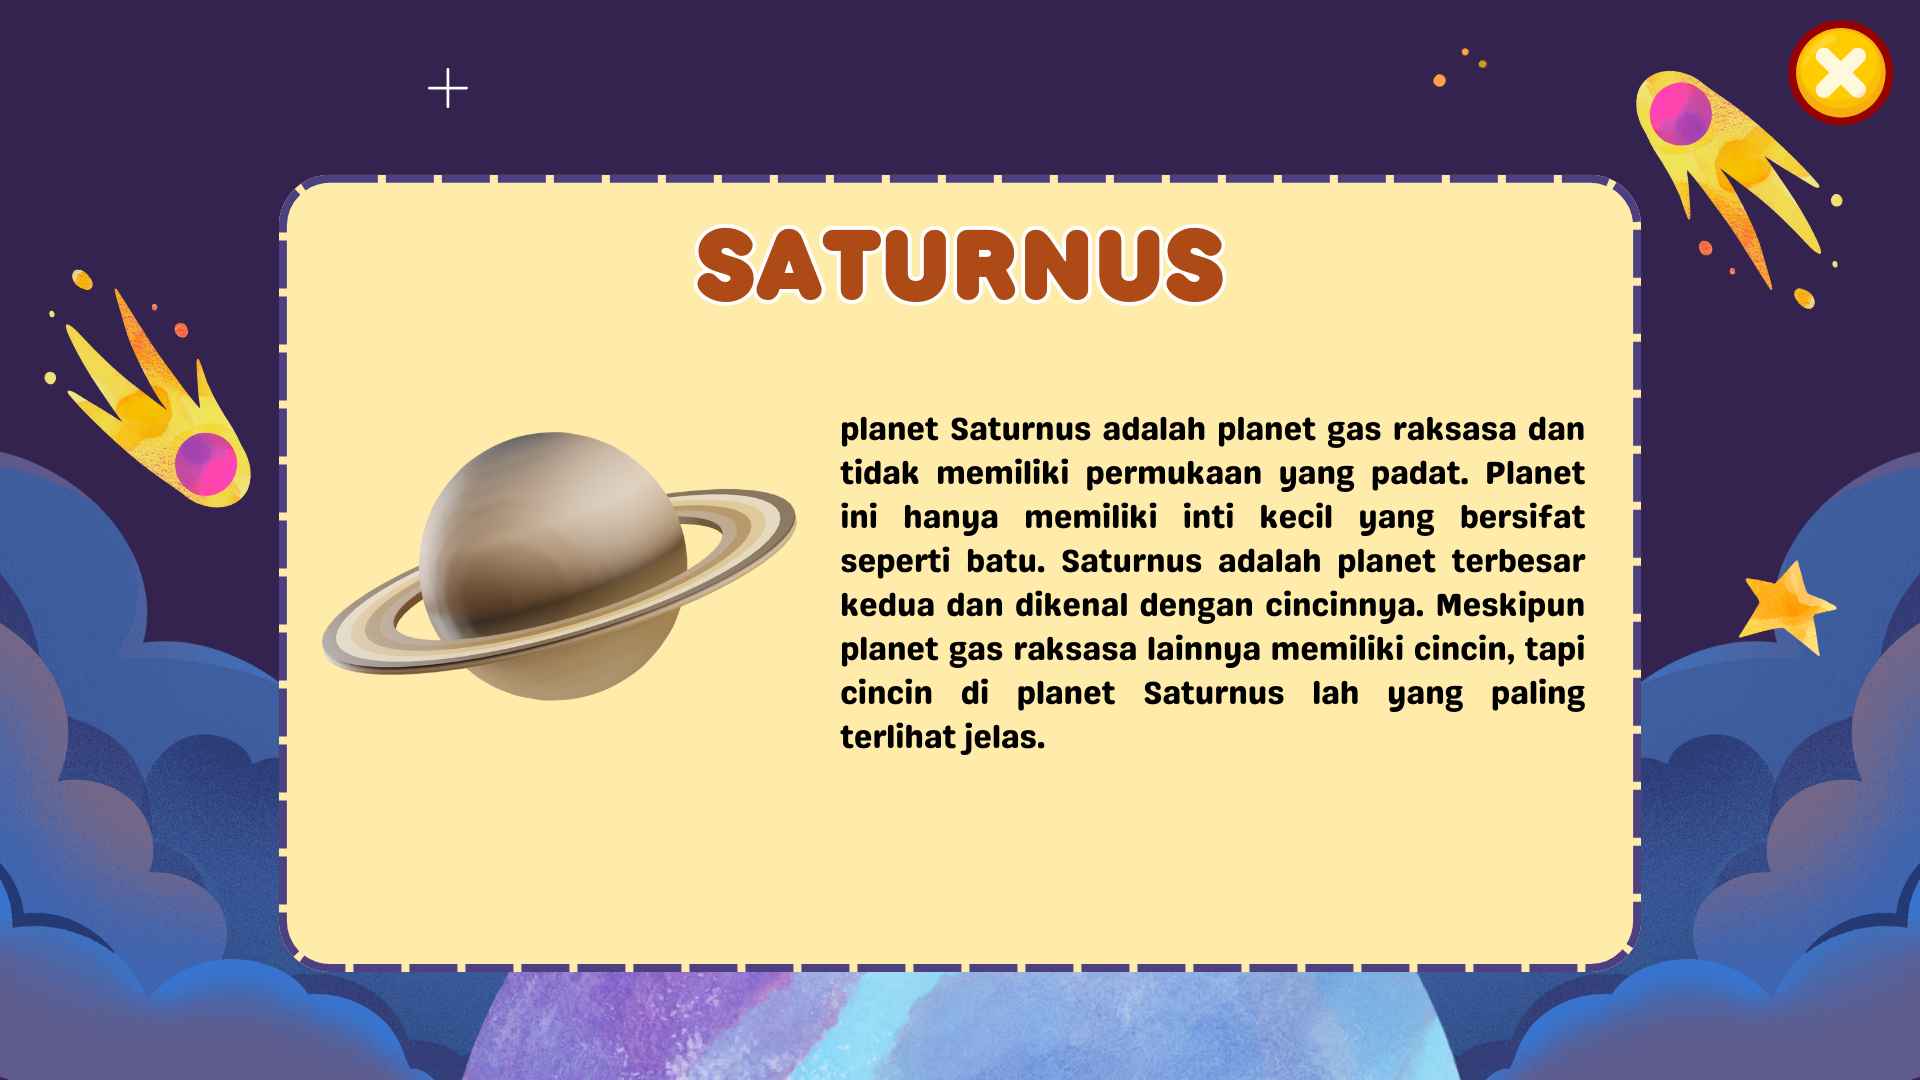 SATURNUS
planet Saturnus adalah planet gas raksasa dan
tidak memiliki permukaan yang padat. Planet
ini hanya memiliki inti kecil yang bersifat
seperti batu. Saturnus adalah planet terbesar
kedua dan dikenal dengan cincinnya. Meskipun
planet gas raksasa lainnya memiliki cincin, tapi
cincin di planet Saturnus lah yang paling
terlihat jelas.